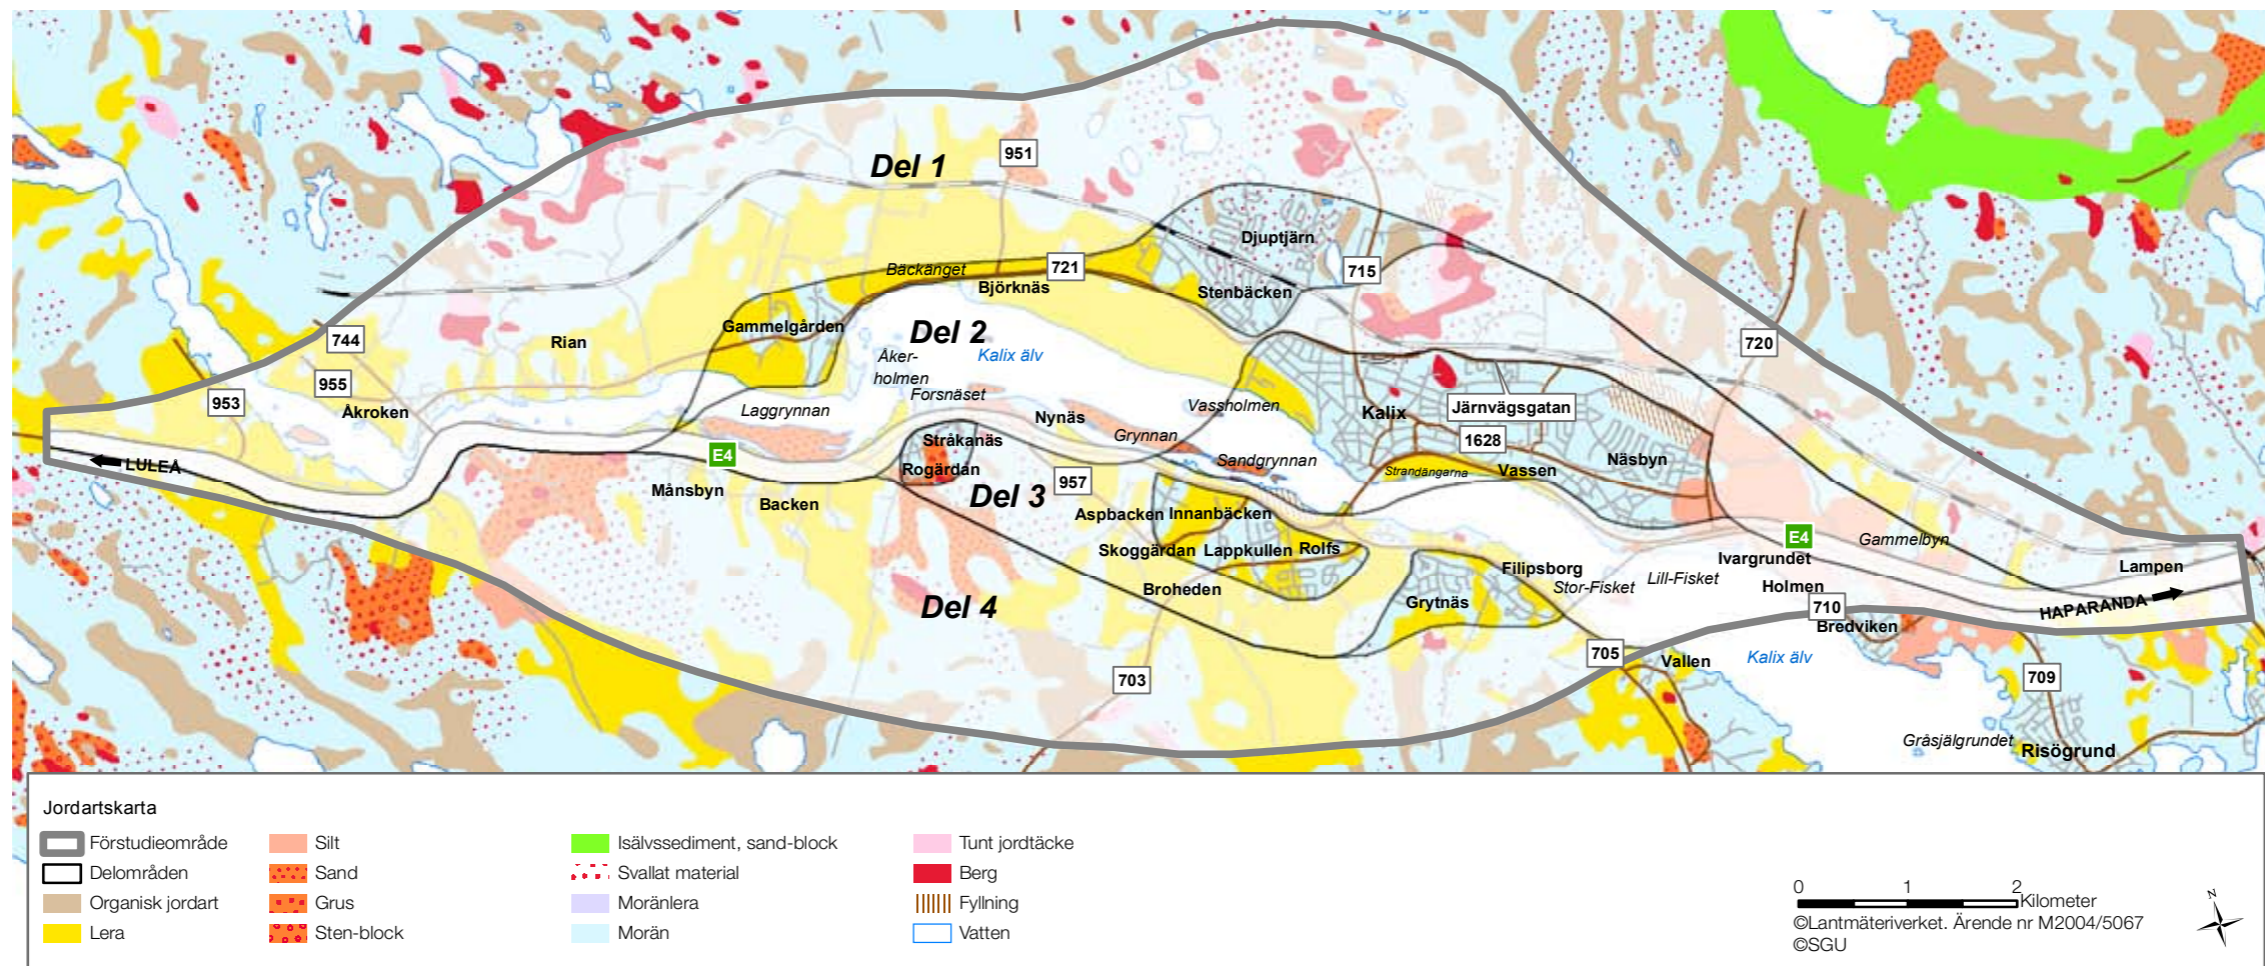 Del 1
951
Djuptjärn
Bäckänget
721
715
Björknäs
Stenbäcken
Gammelgården
Del 2
744
Rian
Åker-
holmen
Kalix älv
720
955
953
Åkroken
Forsnäset
Laggrynnan
Nynäs
Vassholmen
Kalix
Järnvägsgatan
Grynnan
Stråkanäs
1628
E4
LULEÅ
Rogärdan
Sandgrynnan
Strandängarna
Vassen
Näsbyn
Månsbyn
Backen
Del 3
957
Aspbacken
Innanbäcken
E4
Skoggärdan
Lappkullen
Rolfs
Ivargrundet
Gammelbyn
Filipsborg
Stor-Fisket
Lill-Fisket
Lampen
Broheden
Holmen
Del 4
Grytnäs
710
HAPARANDA
Bredviken
705
Vallen
Kalix älv
703
709
Gråsjälgrundet
Risögrund
Jordartskarta
Förstudieområde
Delområden
Organisk jordart
Lera
Silt
Sand
Grus
Sten-block
Isälvssediment, sand-block
Svallat material
Moränlera
Morän
Tunt jordtäcke
Berg
Fyllning
Vatten
0 1 2
Kilometer
©Lantmäteriverket. Ärende nr M2004/5067
©SGU
N